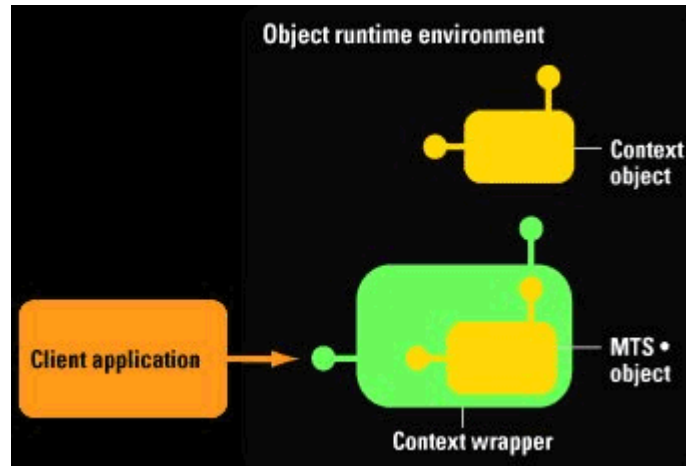 Object runtime environment
Context
object
Client application
MTS •
object
Context wrapper